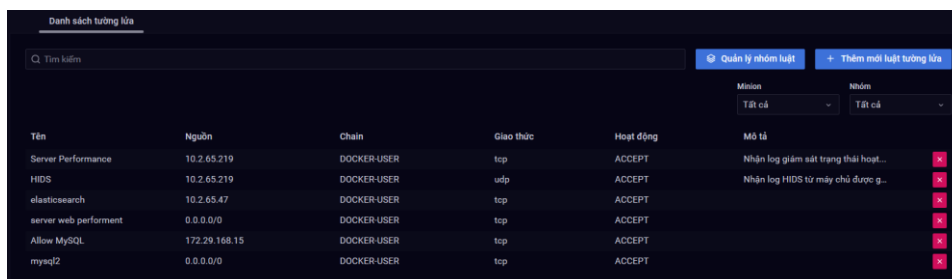 Danh sách tường lửa
Tìm kiếm
Quản lý nhóm luật
+ Thêm mới luật tường lửa
Minion Nhóm
Tất cả Tất cả
Tên Nguồn Chain Giao thức Hoạt động Mô tả
Server Performance 10.2.65.219 DOCKER-USER tcp ACCEPT Nhận log giám sát trạng thái hoạt...
HIDS 10.2.65.219 DOCKER-USER udp ACCEPT Nhận log HIDS từ máy chủ được g...
elasticsearch 10.2.65.47 DOCKER-USER tcp ACCEPT
server web performent 0.0.0.0/0 DOCKER-USER tcp ACCEPT
Allow MySQL 172.29.168.15 DOCKER-USER tcp ACCEPT
mysql2 0.0.0.0/0 DOCKER-USER tcp ACCEPT